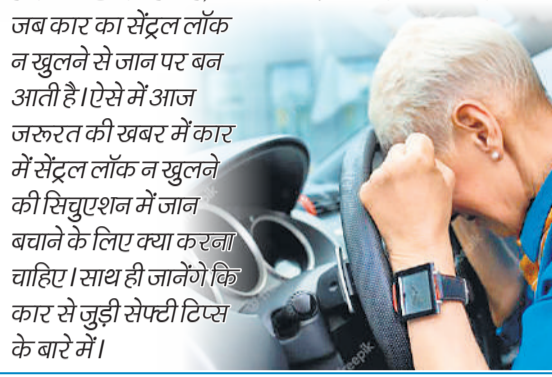 जब कार का सेंट्रल लॉक
न खुलने से जान पर बन
आती है। ऐसे में आज
जरूरत की खबर में कार
में सेंट्रल लॉक न खुलने
की सिचुएशन में जान
बचाने के लिए क्या करना
चाहिए। साथ ही जानेंगे कि
कार से जुड़ी सेफ्टी टिप्स
के बारे में।